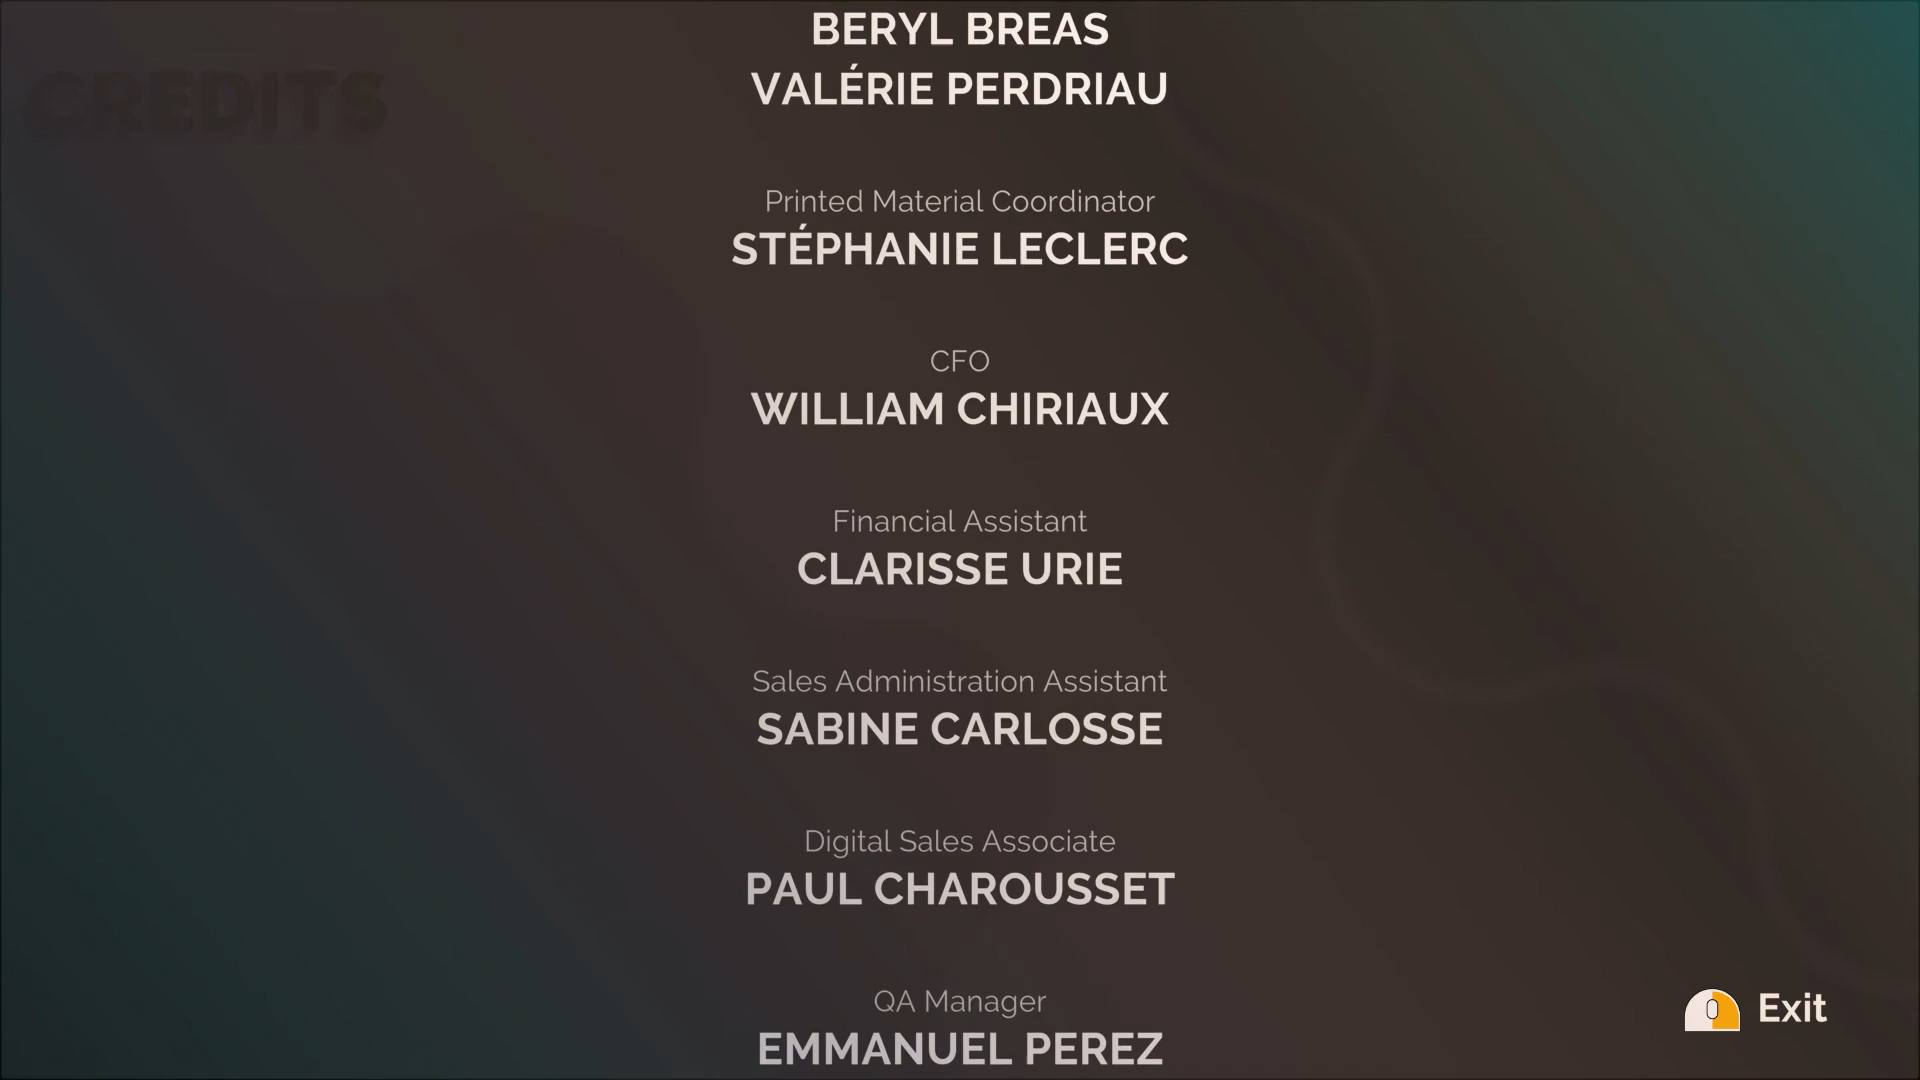 BERYL BREAS
CREDITS
VALÉRIE PERDRIAU
Printed Material Coordinator
STÉPHANIE LECLERC
CFO
WILLIAM CHIRIAUX
Financial Assistant
CLARISSE URIE
Sales Administration Assistant
SABINE CARLOSSE
Digital Sales Associate
PAUL CHAROUSSET
QA Manager
EMMANUEL PEREZ
Exit